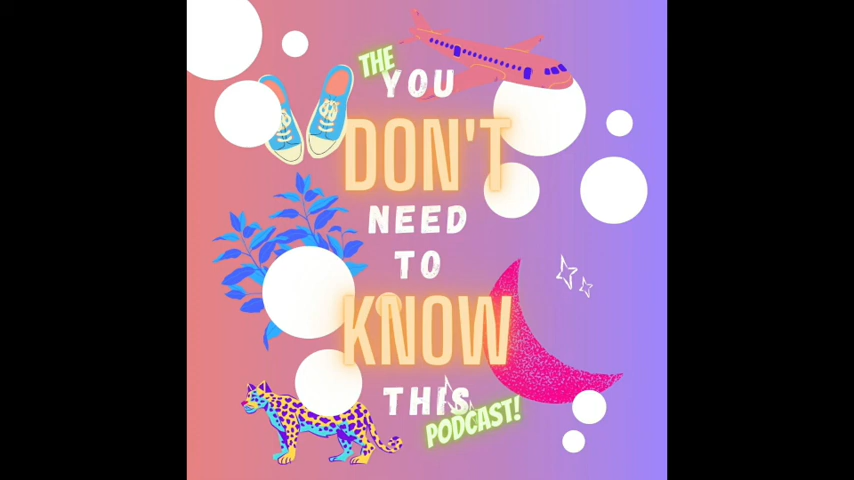 THE
YOU
DON'T
NEED
TO
KNOW
THIS
PODCAST!